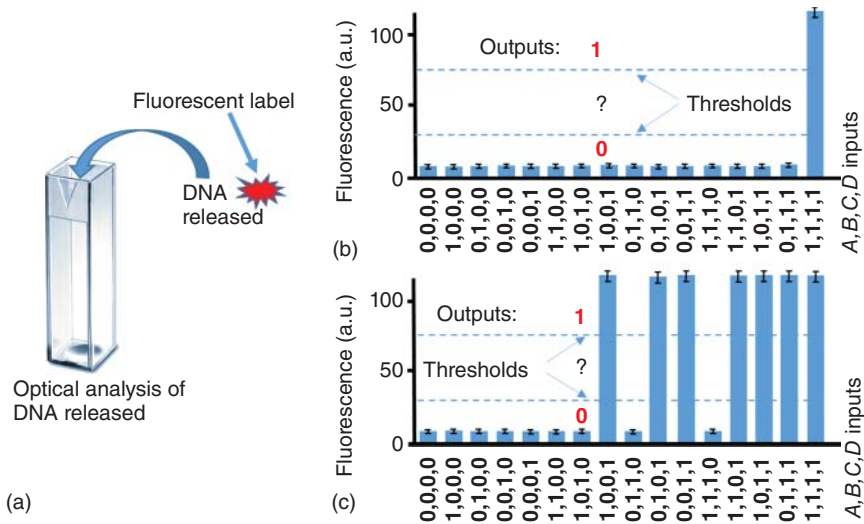 Fluorescent label
DNA
released
Optical analysis of
DNA released
(a)
Fluorescence (a.u.)
100
50
0
Outputs: 1
?
Thresholds
0
0,0,0,0
1,0,0,0
0,1,0,0
0,0,1,0
0,0,0,1
1,1,0,0
1,0,1,0
1,0,0,1
0,1,1,0
0,1,0,1
0,0,1,1
1,1,1,0
1,1,0,1
1,0,1,1
0,1,1,1
1,1,1,1
A,B,C,D inputs
(b)
Fluorescence (a.u.)
100
50
0
Outputs: 1
Thresholds
?
0
0,0,0,0
1,0,0,0
0,1,0,0
0,0,1,0
0,0,0,1
1,1,0,0
1,0,1,0
1,0,0,1
0,1,1,0
0,1,0,1
0,0,1,1
1,1,1,0
1,1,0,1
1,0,1,1
0,1,1,1
1,1,1,1
A,B,C,D inputs
(c)